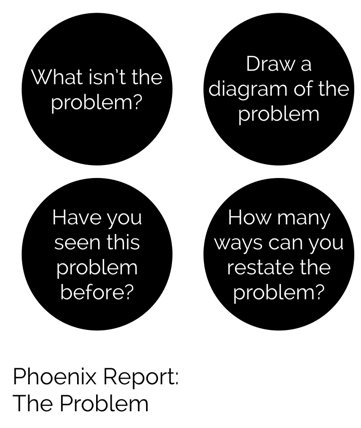 What isn't the
problem?
Draw a
diagram of the
problem
Have you
seen this
problem
before?
How many
ways can you
restate the
problem?
Phoenix Report:
The Problem